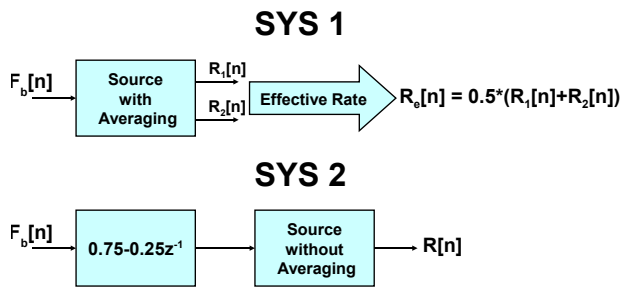 SYS 1
F_b[n]
Source
with
Averaging
R_1[n]
R_2[n]
Effective Rate
R_e[n] = 0.5*(R_1[n]+R_2[n])
SYS 2
F_b[n]
0.75-0.25z^-1
Source
without
Averaging
R[n]